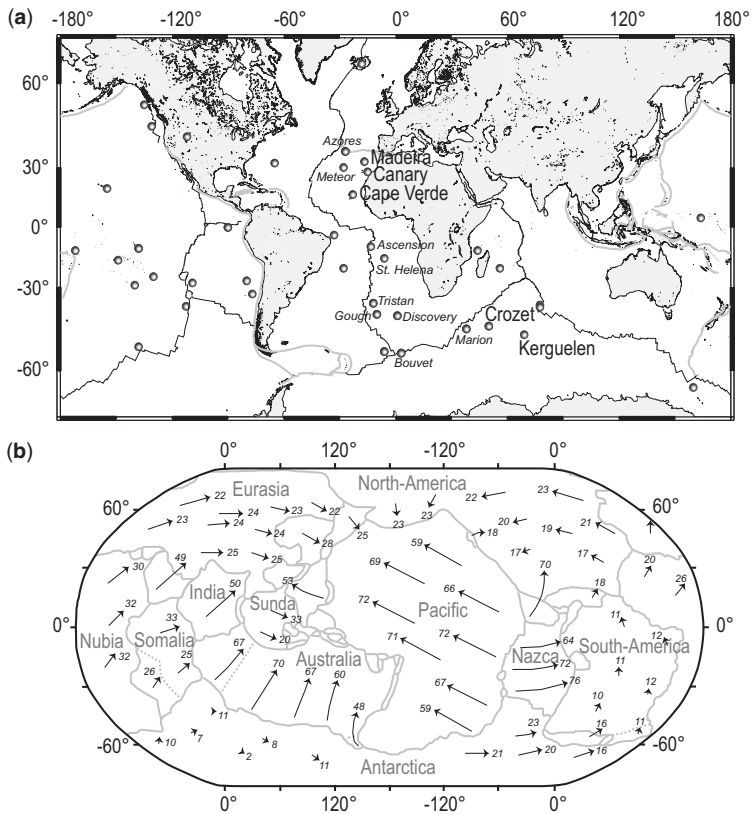 (a)
-180° -120° -60° 0° 60° 120° 180°
60°
30°
0°
-30°
-60°
Azores
Madeira
Meteor
Canary
Cape Verde
Ascension
St. Helena
Tristan
Gough
Discovery
Crozet
Marion
Kerguelen
Bouvet
(b)
0° 120° -120° 0°
North-America
Eurasia
22 24 23 22 23 23 22 23
60° 60°
23 24 24 28 25 18 20 19 21
30 49 25 25 59 17 17 20
69 70 18 26
India 50 53 66
Sunda 72 Pacific
32 33 33 72 11 12
0° 0°
Nubia Somalia 67 20 71 64 South-America
32 25 Australia Nazca 72 11
26 70 67 60 67 76 12
11 48 59 10
23 16 11
-60° 10 7 8 -60°
2 11 21 20 16
Antarctica
0° 120° -120° 0°